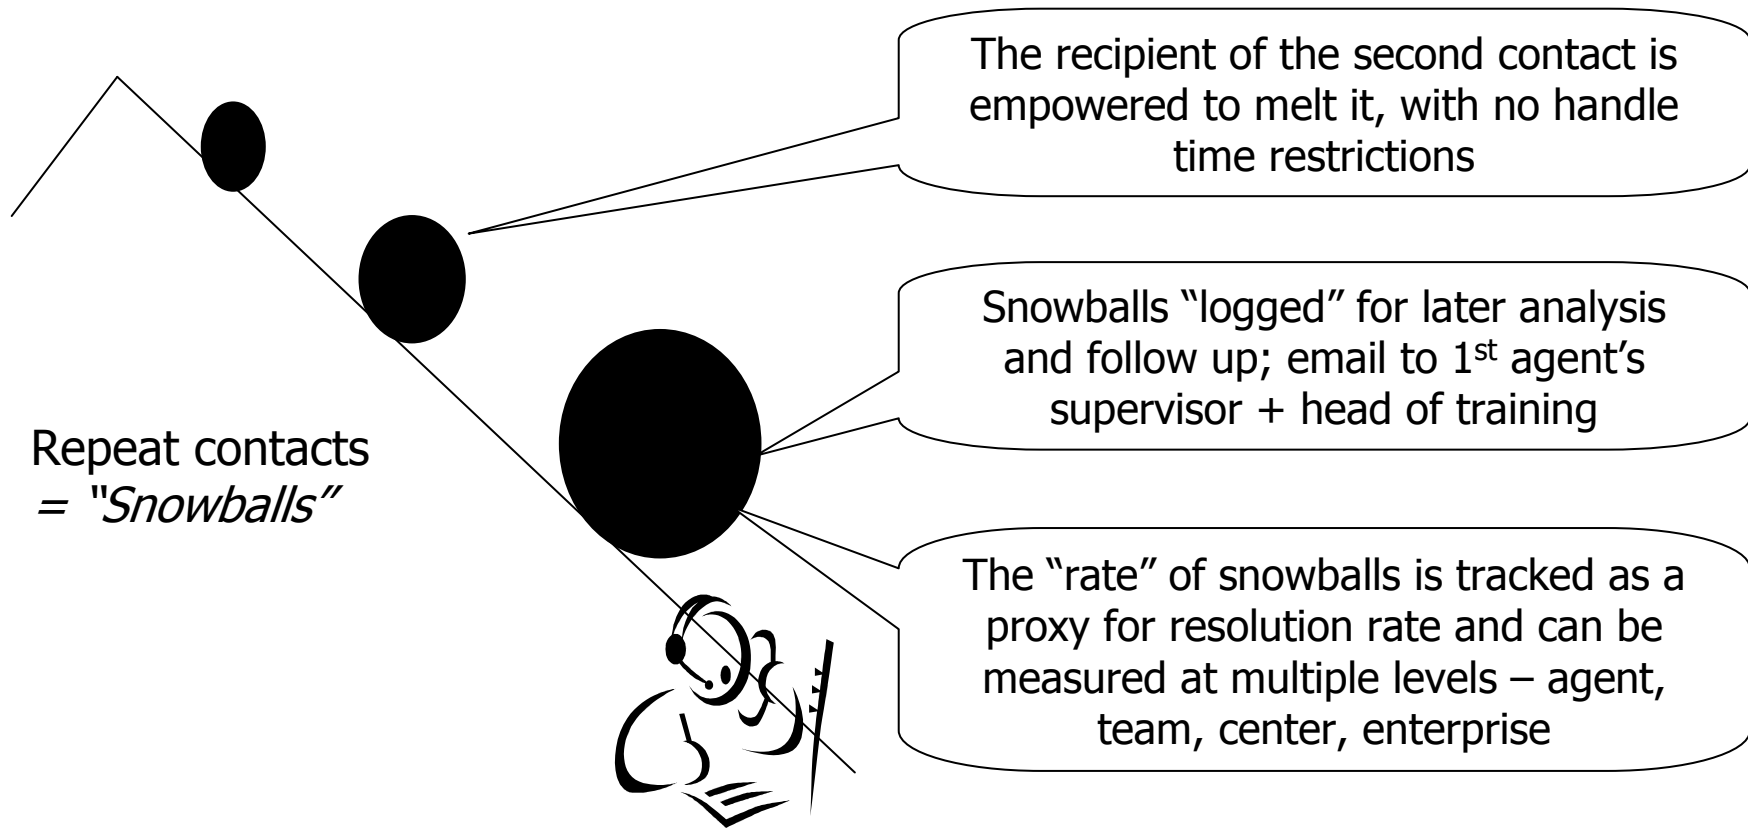 The recipient of the second contact is
empowered to melt it, with no handle
time restrictions
Snowballs “logged” for later analysis
and follow up; email to 1st agent’s
supervisor + head of training
Repeat contacts
= “Snowballs”
The “rate” of snowballs is tracked as a
proxy for resolution rate and can be
measured at multiple levels – agent,
team, center, enterprise